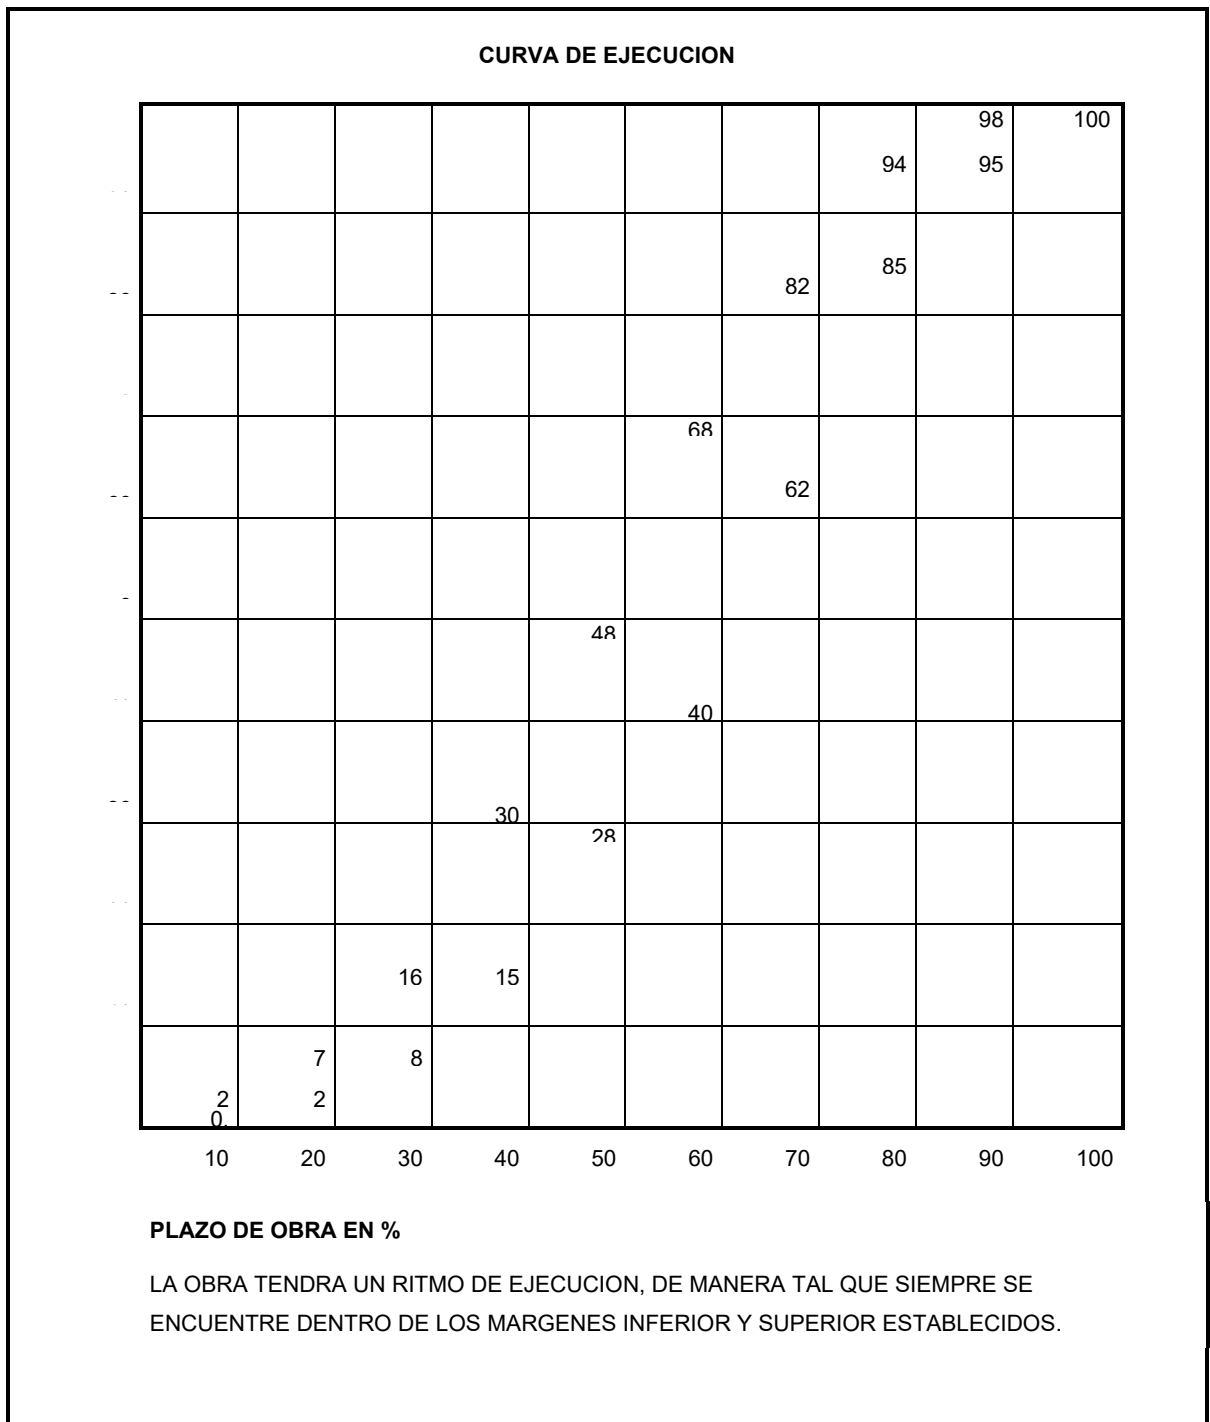 CURVA DE EJECUCION
98 100
94 95
85
82
68
62
48
40
30
28
16 15
7 8
2 2
0.
10 20 30 40 50 60 70 80 90 100
PLAZO DE OBRA EN %
LA OBRA TENDRA UN RITMO DE EJECUCION, DE MANERA TAL QUE SIEMPRE SE
ENCUENTRE DENTRO DE LOS MARGENES INFERIOR Y SUPERIOR ESTABLECIDOS.